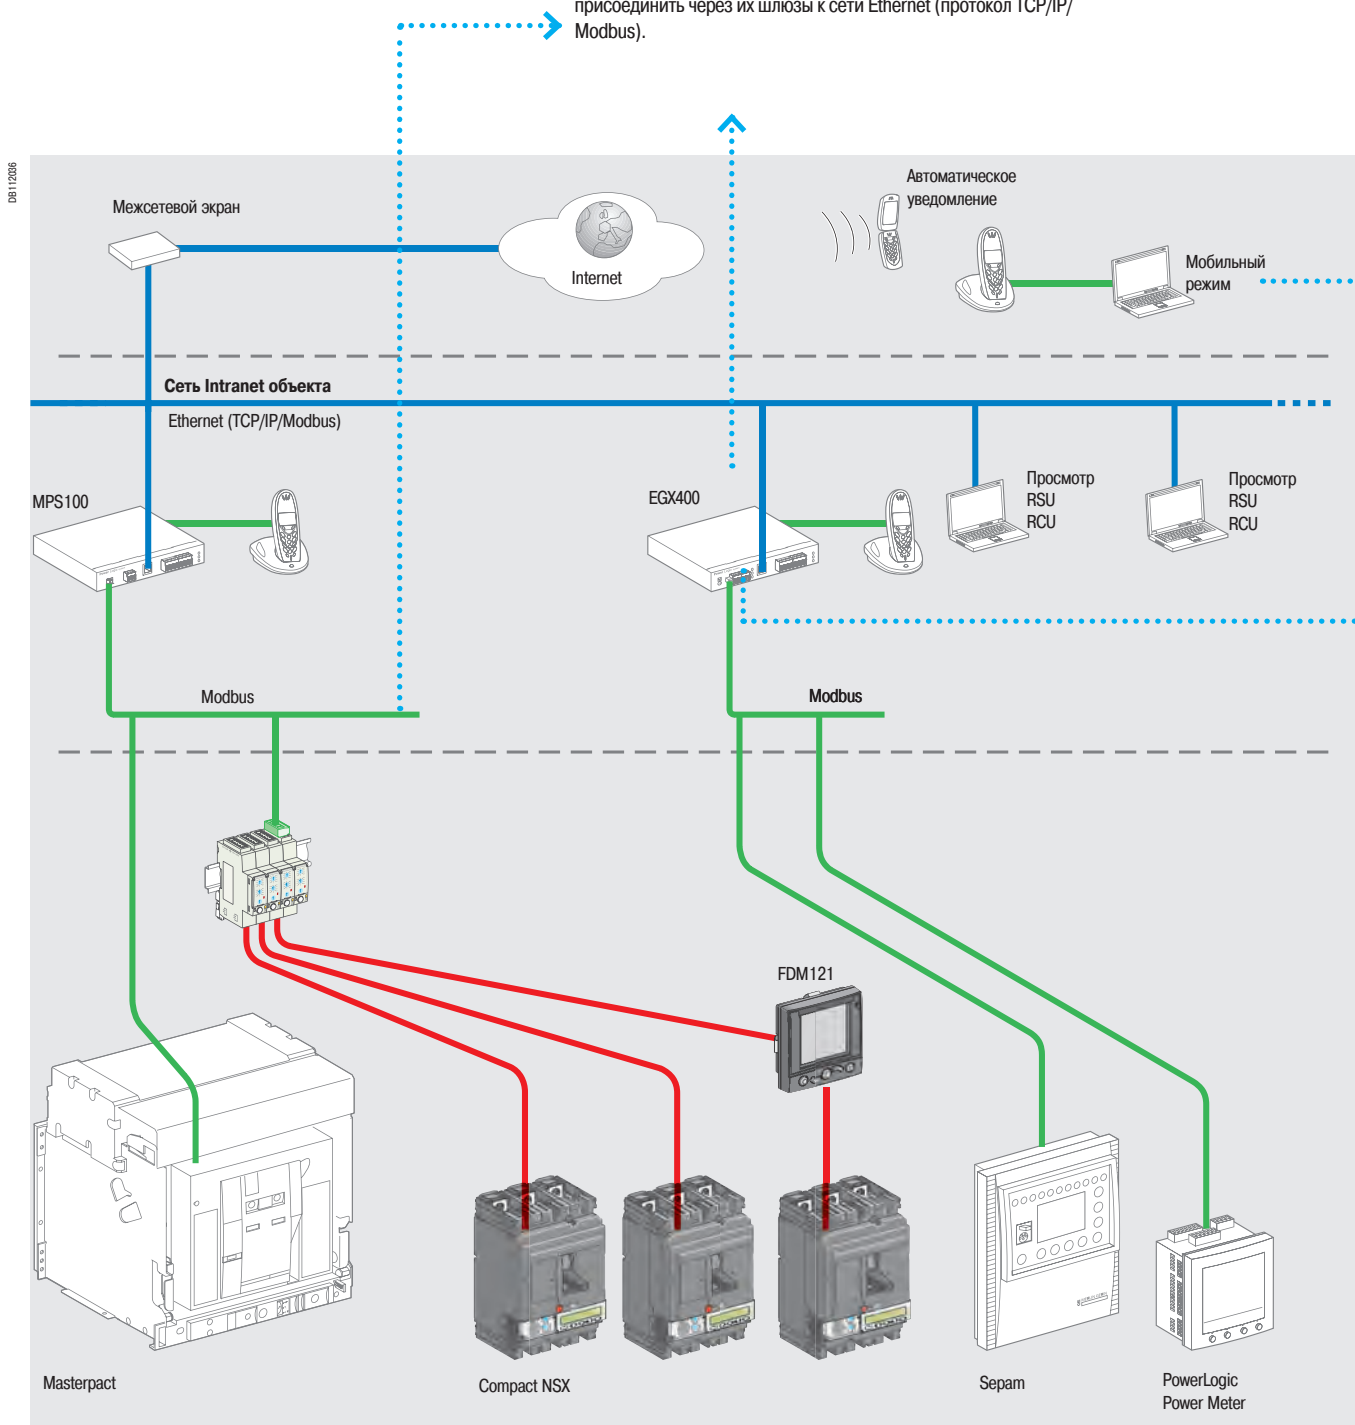 присоединить через их шлюзы к сети Ethernet (протокол TCP/IP/
Modbus).
DB112036
Межсетевой экран
Internet
Автоматическое
уведомление
Мобильный
режим
Сеть Intranet объекта
Ethernet (TCP/IP/Modbus)
MPS100
EGX400
Просмотр
RSU
RCU
Просмотр
RSU
RCU
Modbus
Modbus
FDM121
Masterpact
Compact NSX
Sepam
PowerLogic
Power Meter